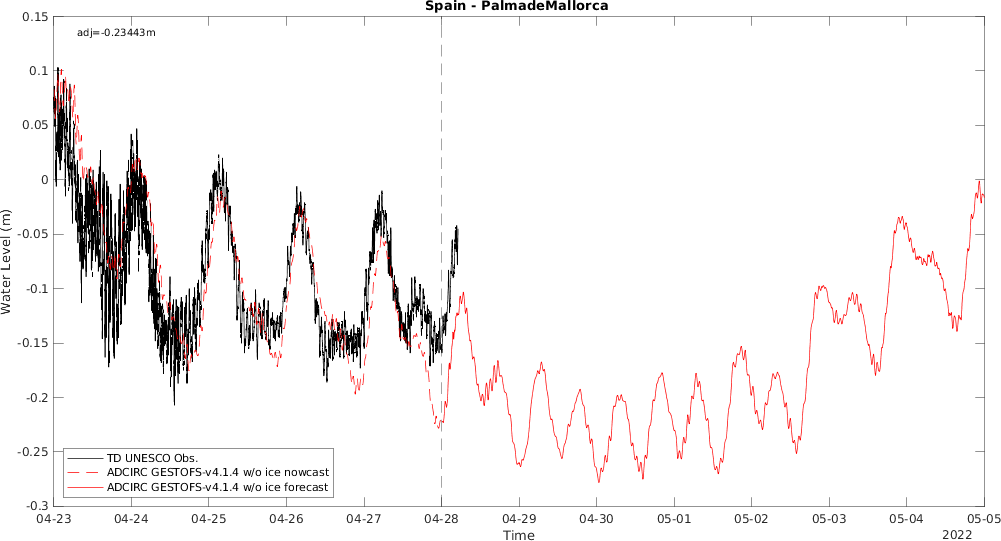 Spain - PalmadeMallorca
adj=-0.23443m
0.15
0.1
0.05
0
-0.05
-0.1
-0.15
-0.2
-0.25
-0.3
Water Level (m)
TD UNESCO Obs.
ADCIRC GESTOFS-v4.1.4 w/o ice nowcast
ADCIRC GESTOFS-v4.1.4 w/o ice forecast
04-23 04-24 04-25 04-26 04-27 04-28 04-29 04-30 05-01 05-02 05-03 05-04 05-05
Time
2022